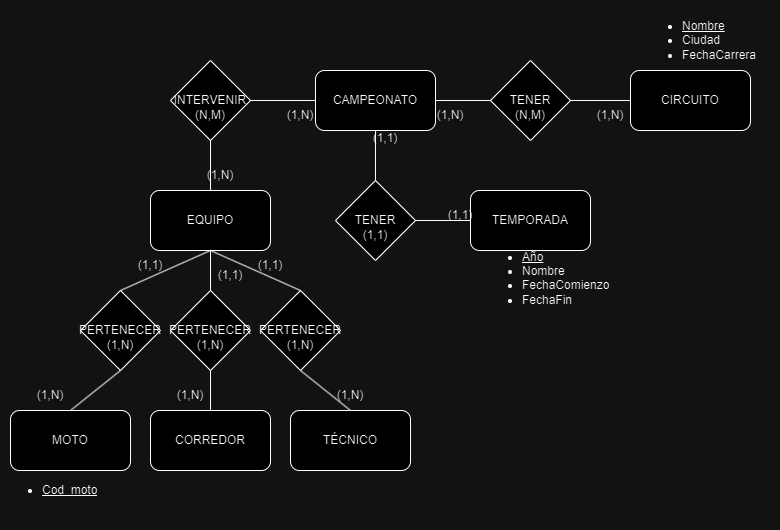 Nombre
Ciudad
FechaCarrera
INTERVENIR
(N,M)
(1,N)
CAMPEONATO
(1,N)
TENER
(N,M)
(1,N)
CIRCUITO
(1,1)
(1,N)
EQUIPO
TENER
(1,1)
(1,1)
TEMPORADA
Año
Nombre
FechaComienzo
FechaFin
(1,1)
(1,1)
(1,1)
PERTENECER
(1,N)
PERTENECER
(1,N)
PERTENECER
(1,N)
(1,N)
(1,N)
(1,N)
MOTO
CORREDOR
TÉCNICO
Cod_moto